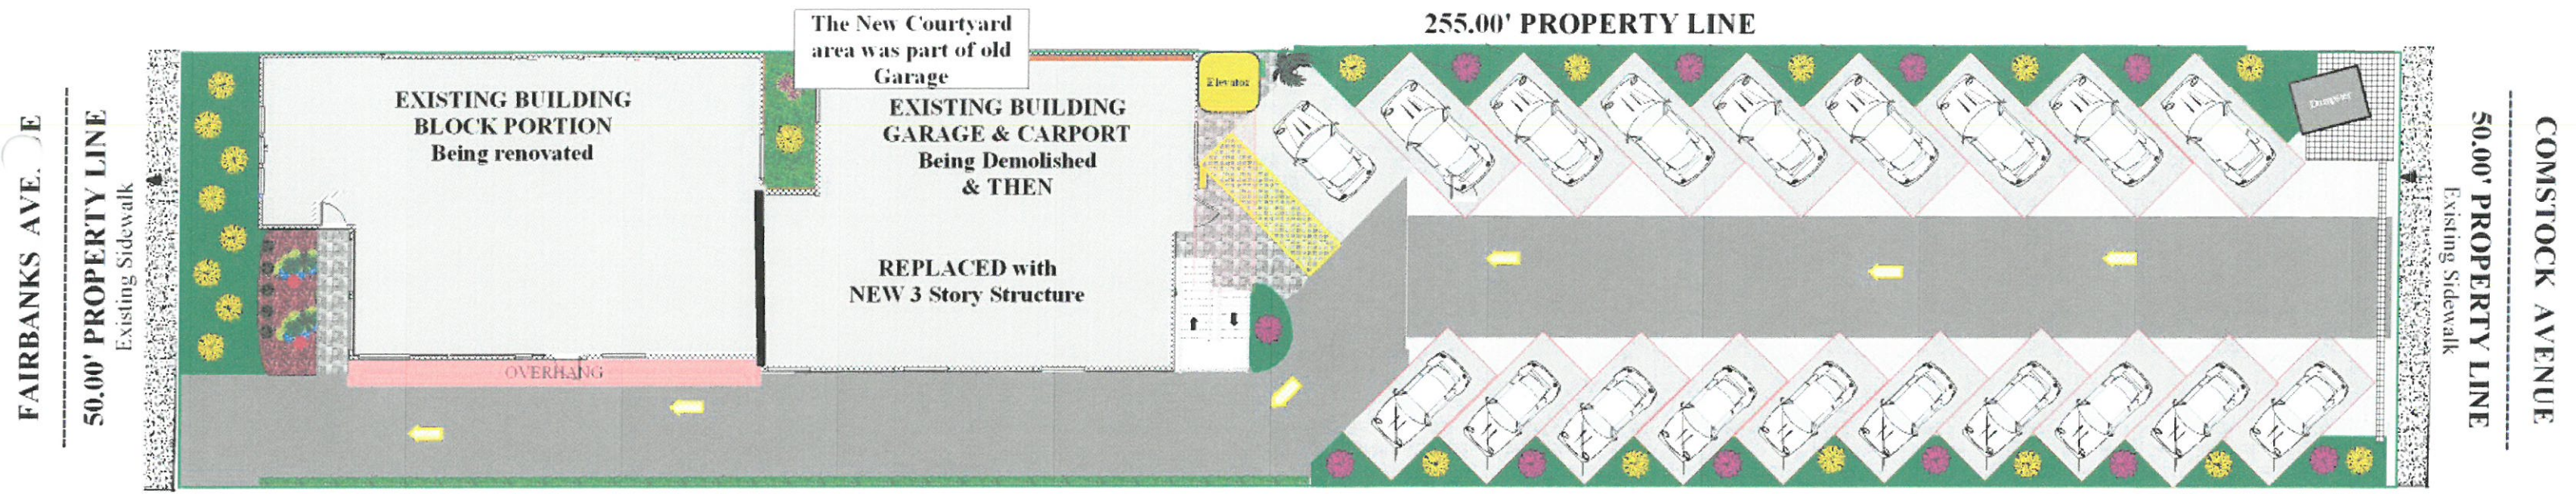 255.00' PROPERTY LINE
The New Courtyard
area was part of old
Garage
FAIRBANKS AVE.
50.00' PROPERTY LINE
Existing Sidewalk
EXISTING BUILDING
BLOCK PORTION
Being renovated
OVERHANG
EXISTING BUILDING
GARAGE & CARPORT
Being Demolished
& THEN
REPLACED with
NEW 3 Story Structure
Elevator
Dumpster
Existing Sidewalk
50.00' PROPERTY LINE
COMSTOCK AVENUE